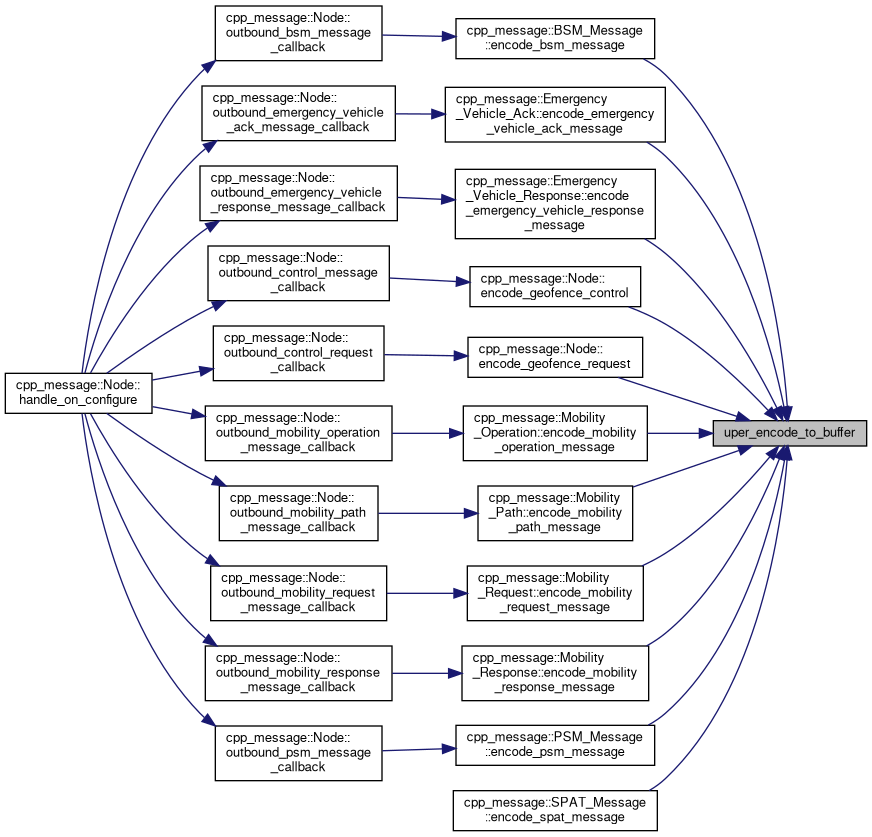 cpp_message::Node::
outbound_bsm_message
_callback
cpp_message::BSM_Message
::encode_bsm_message
cpp_message::Node::
outbound_emergency_vehicle
_ack_message_callback
cpp_message::Emergency
_Vehicle_Ack::encode_emergency
_vehicle_ack_message
cpp_message::Node::
outbound_emergency_vehicle
_response_message_callback
cpp_message::Emergency
_Vehicle_Response::encode
_emergency_vehicle_response
_message
cpp_message::Node::
outbound_control_message
_callback
cpp_message::Node::
encode_geofence_control
cpp_message::Node::
outbound_control_request
_callback
cpp_message::Node::
encode_geofence_request
cpp_message::Node::
handle_on_configure
cpp_message::Node::
outbound_mobility_operation
_message_callback
cpp_message::Mobility
_Operation::encode_mobility
_operation_message
uper_encode_to_buffer
cpp_message::Node::
outbound_mobility_path
_message_callback
cpp_message::Mobility
_Path::encode_mobility
_path_message
cpp_message::Node::
outbound_mobility_request
_message_callback
cpp_message::Mobility
_Request::encode_mobility
_request_message
cpp_message::Node::
outbound_mobility_response
_message_callback
cpp_message::Mobility
_Response::encode_mobility
_response_message
cpp_message::Node::
outbound_psm_message
_callback
cpp_message::PSM_Message
::encode_psm_message
cpp_message::SPAT_Message
::encode_spat_message